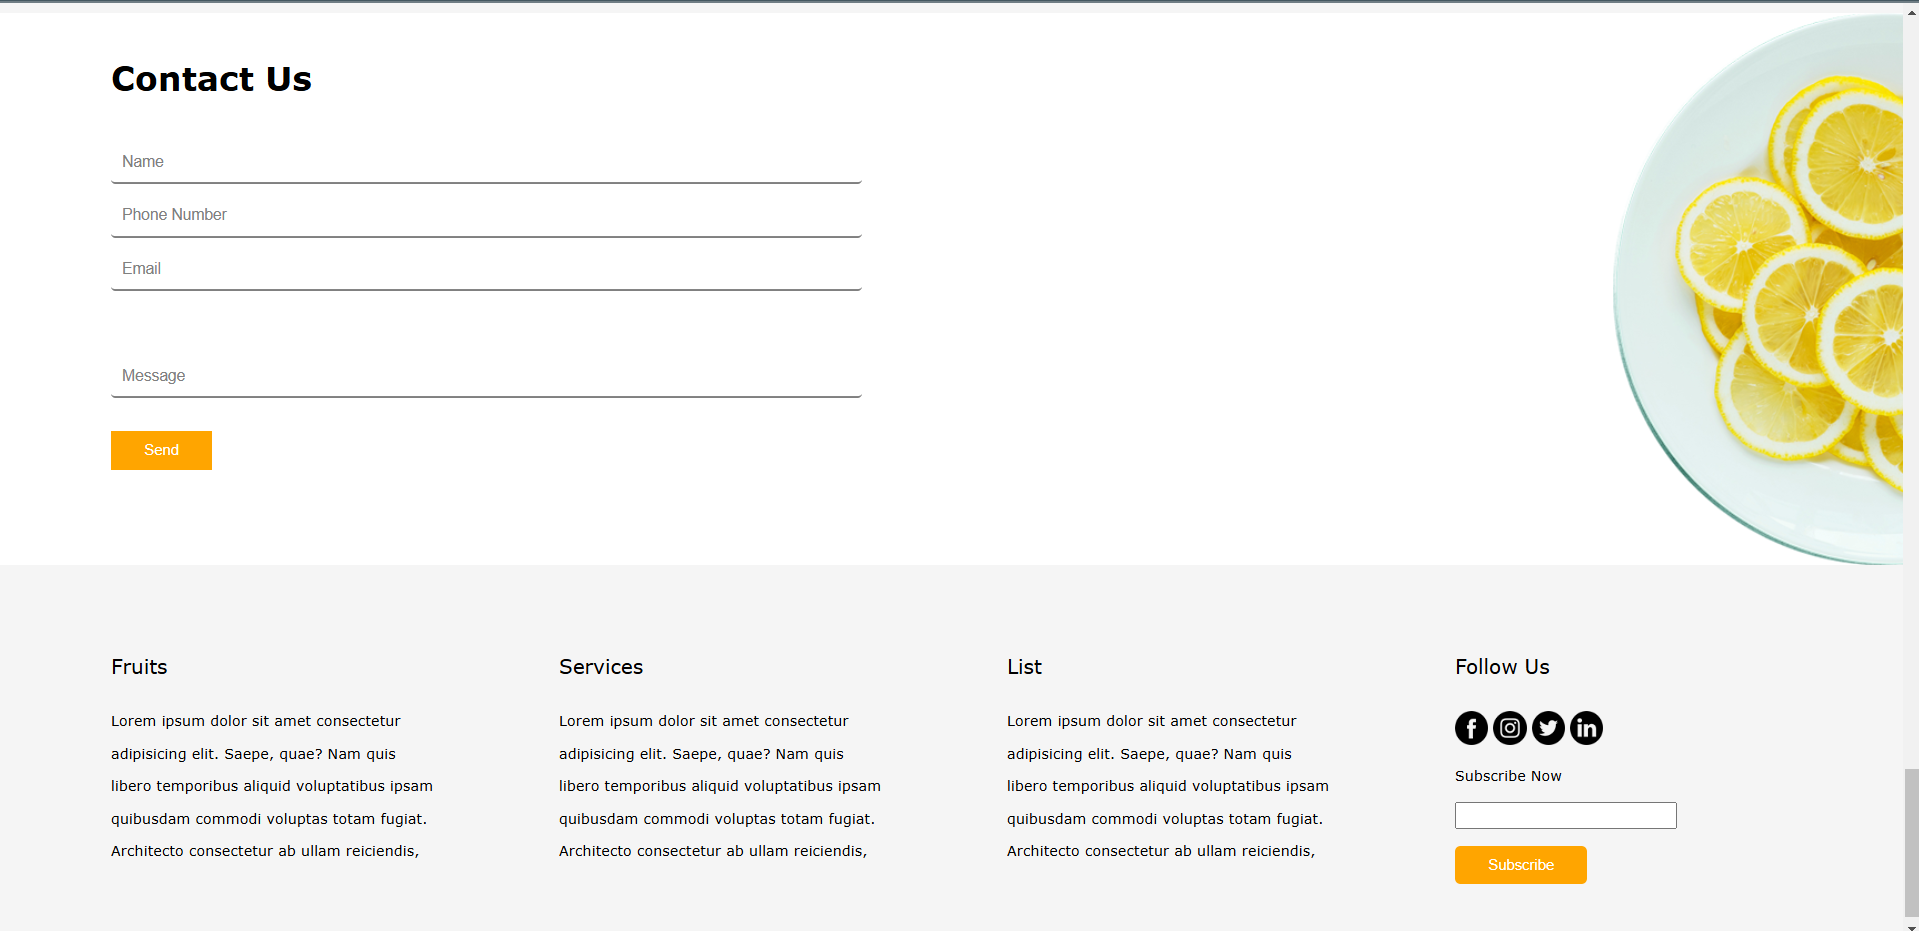 Contact Us
Name
Phone Number
Email
Message
Send
Fruits
Lorem ipsum dolor sit amet consectetur
adipisicing elit. Saepe, quae? Nam quis
libero temporibus aliquid voluptatibus ipsam
quibusdam commodi voluptas totam fugiat.
Architecto consectetur ab ullam reiciendis,
Services
Lorem ipsum dolor sit amet consectetur
adipisicing elit. Saepe, quae? Nam quis
libero temporibus aliquid voluptatibus ipsam
quibusdam commodi voluptas totam fugiat.
Architecto consectetur ab ullam reiciendis,
List
Lorem ipsum dolor sit amet consectetur
adipisicing elit. Saepe, quae? Nam quis
libero temporibus aliquid voluptatibus ipsam
quibusdam commodi voluptas totam fugiat.
Architecto consectetur ab ullam reiciendis,
Follow Us
Subscribe Now
Subscribe